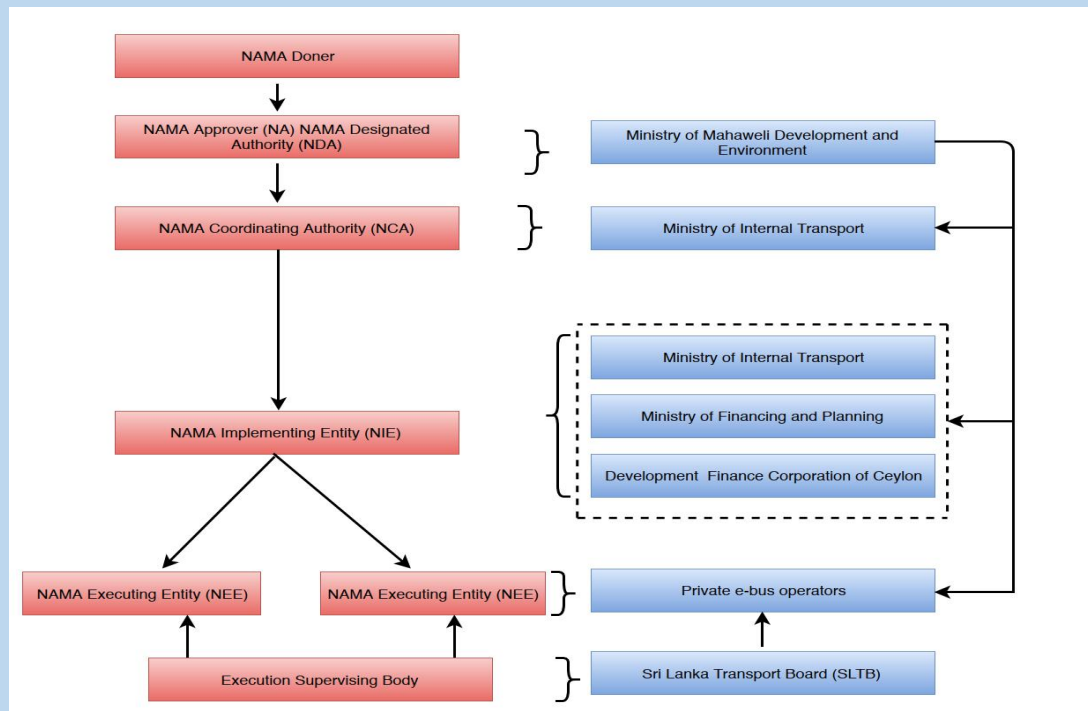 NAMA Doner
NAMA Approver (NA) NAMA Designated
Authority (NDA)
Ministry of Mahaweli Development and
Environment
NAMA Coordinating Authority (NCA)
Ministry of Internal Transport
Ministry of Internal Transport
Ministry of Financing and Planning
NAMA Implementing Entity (NIE)
Development Finance Corporation of Ceylon
NAMA Executing Entity (NEE)
NAMA Executing Entity (NEE)
Private e-bus operators
Execution Supervising Body
Sri Lanka Transport Board (SLTB)